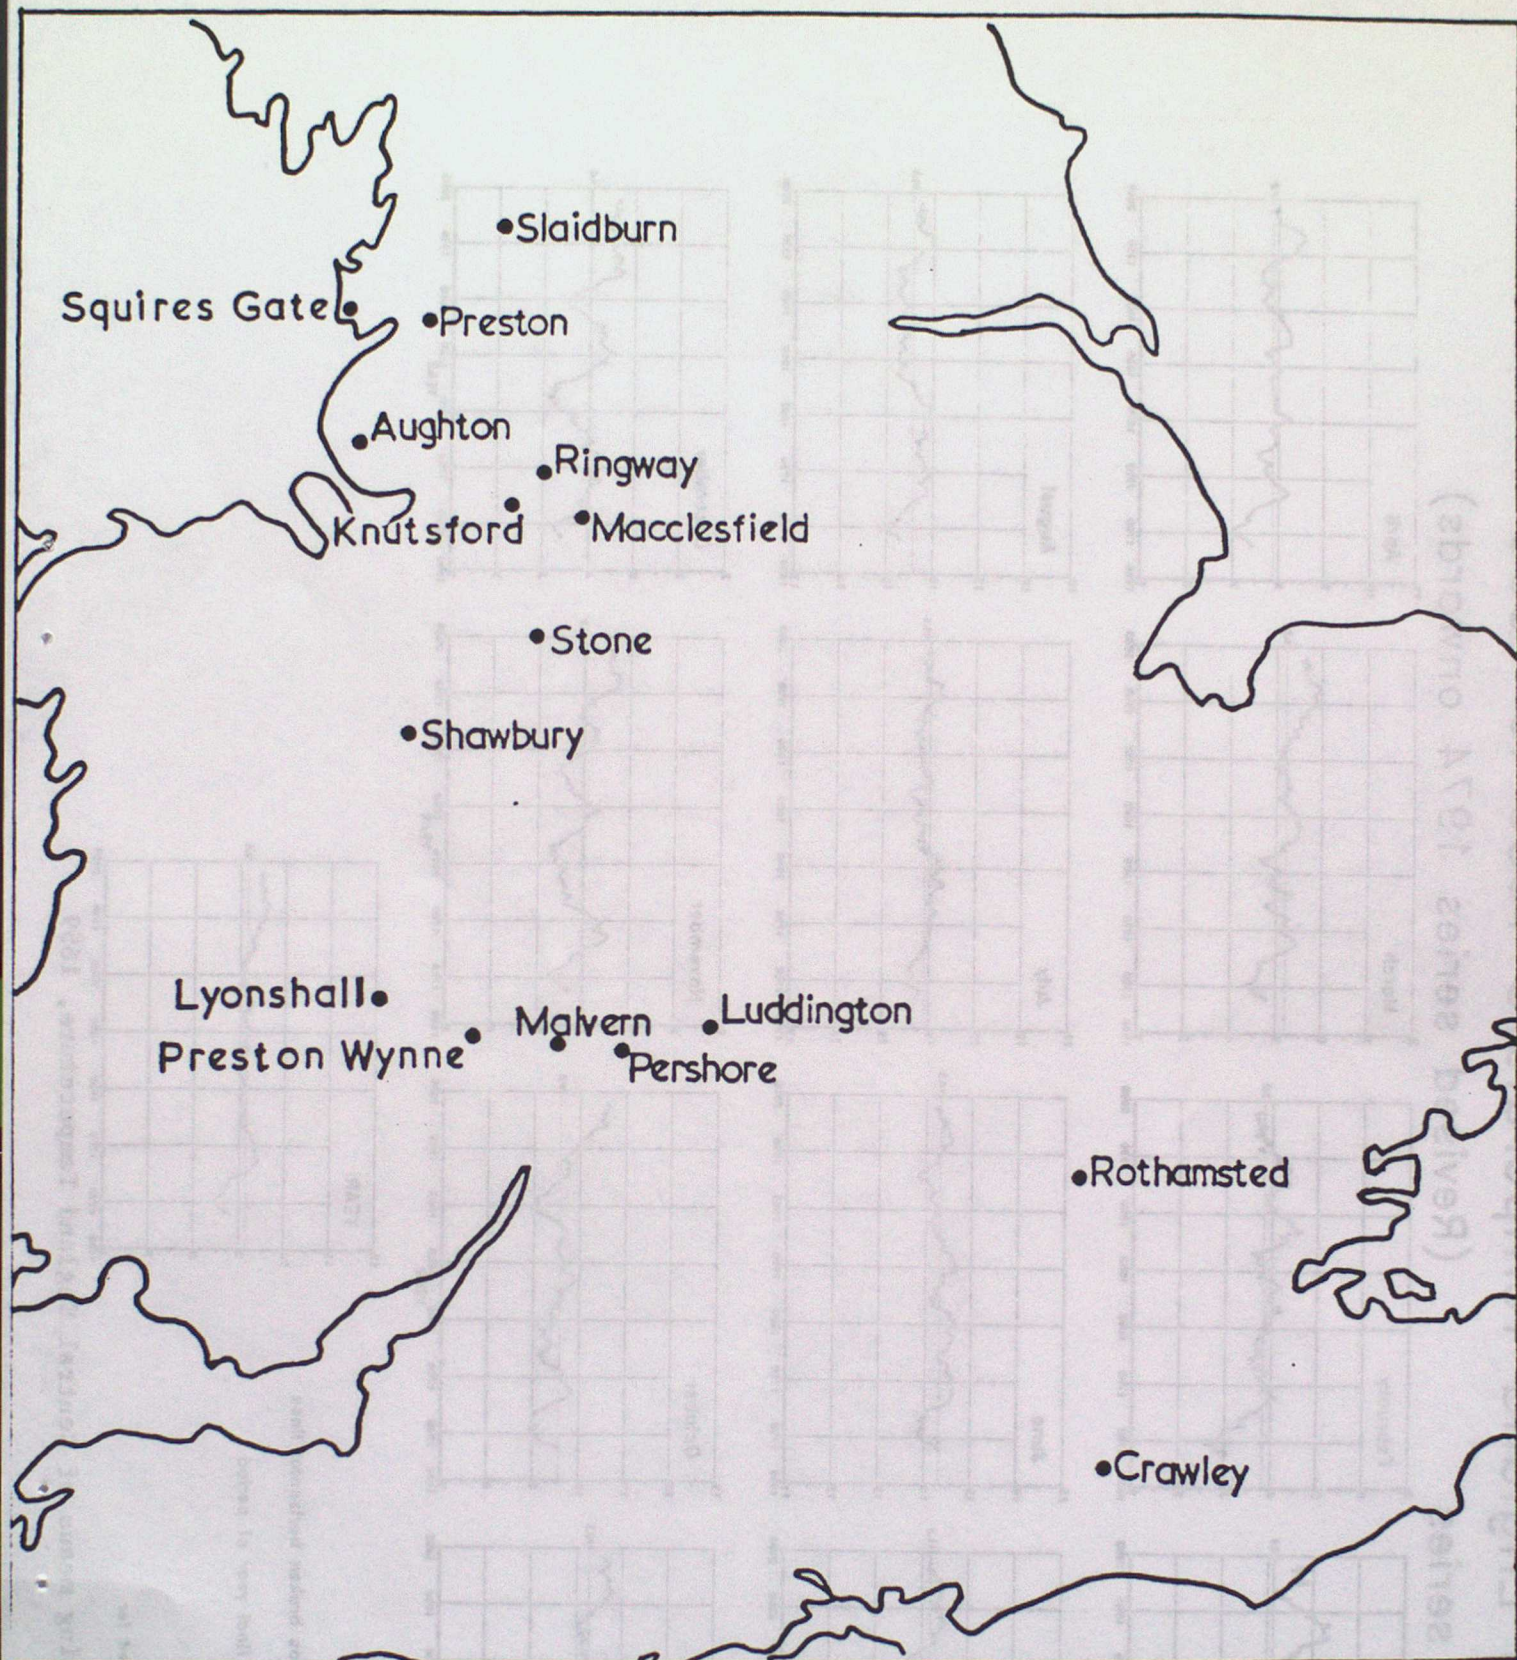 Slaidburn
Squires Gate
Preston
Aughton
Ringway
Knutsford
Macclesfield
Stone
Shawbury
Lyonshall
Malvern
Luddington
Preston Wynne
Pershore
Rothamsted
Crawley